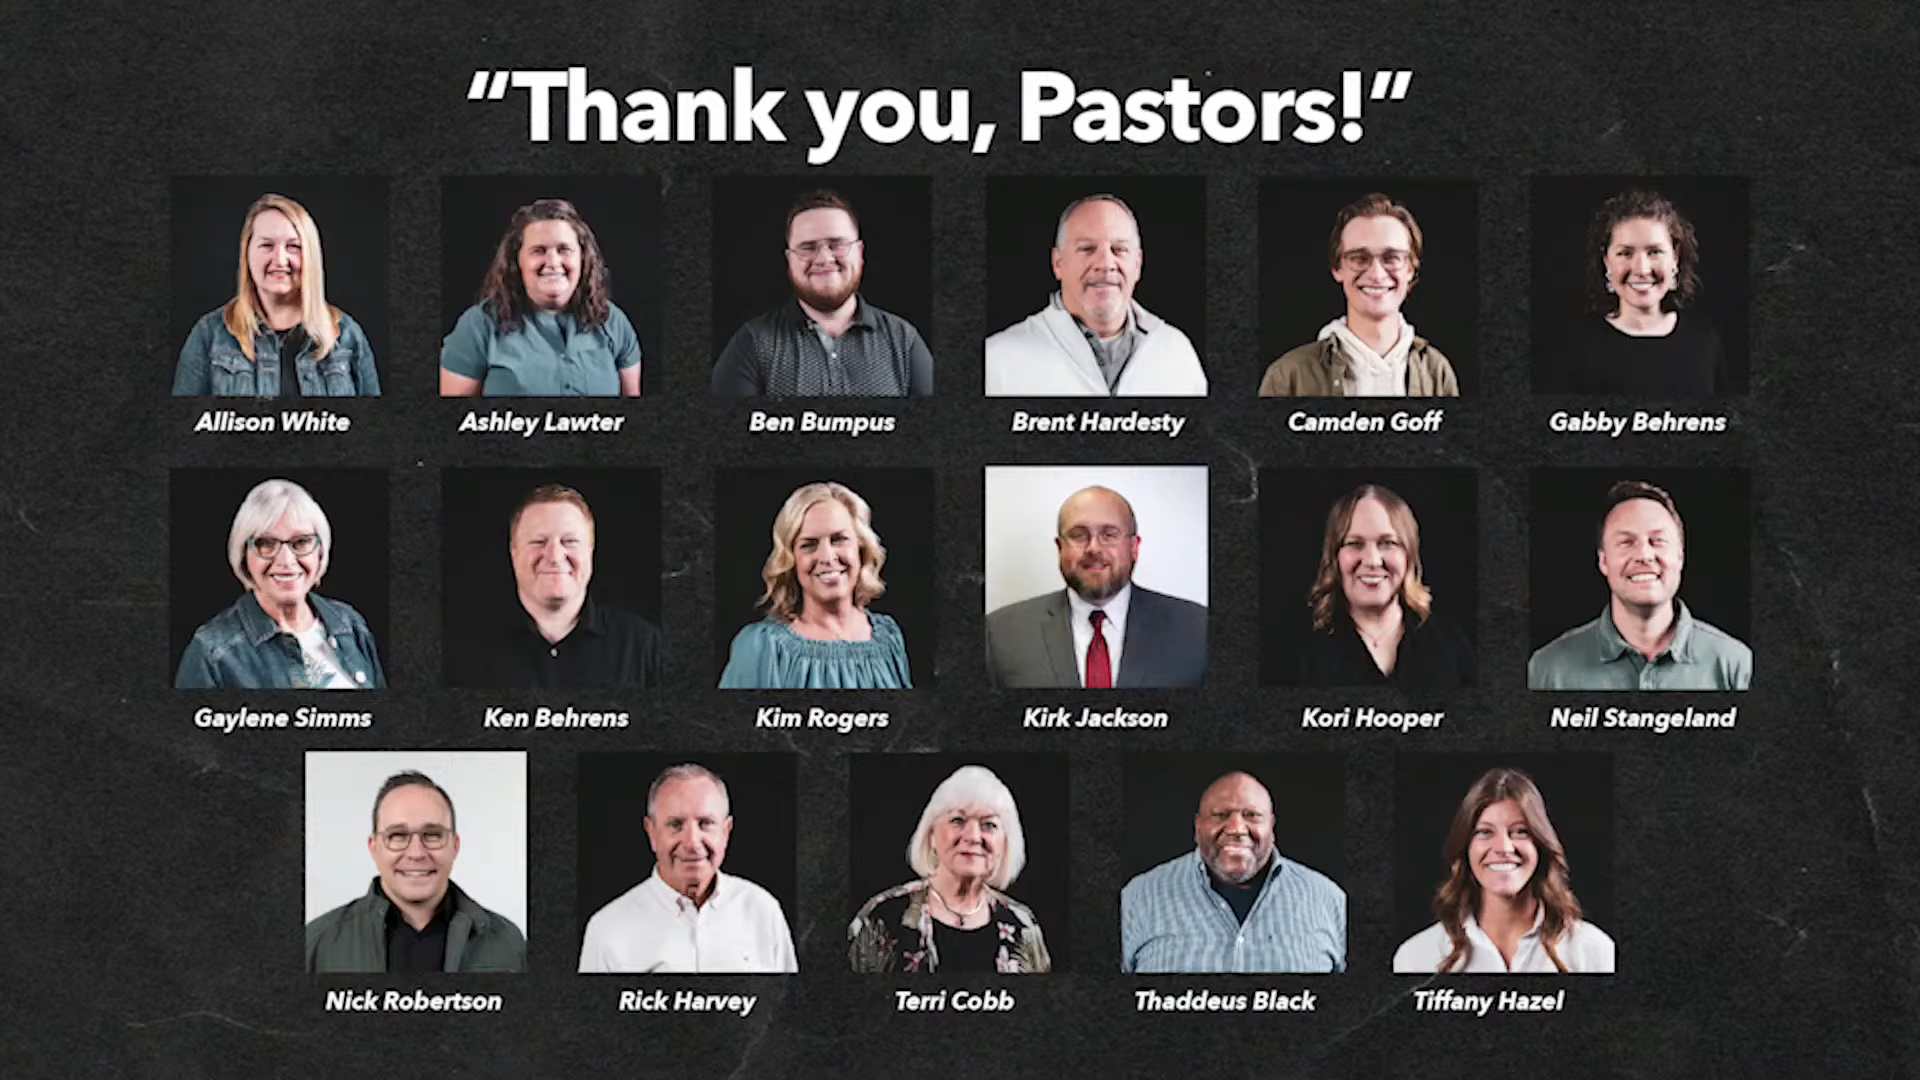 “Thank you, Pastors!”
Allison White
Ashley Lawter
Ben Bumpus
Brent Hardesty
Camden Goff
Gabby Behrens
Gaylene Simms
Ken Behrens
Kim Rogers
Kirk Jackson
Kori Hooper
Neil Stangeland
Nick Robertson
Rick Harvey
Terri Cobb
Thaddeus Black
Tiffany Hazel